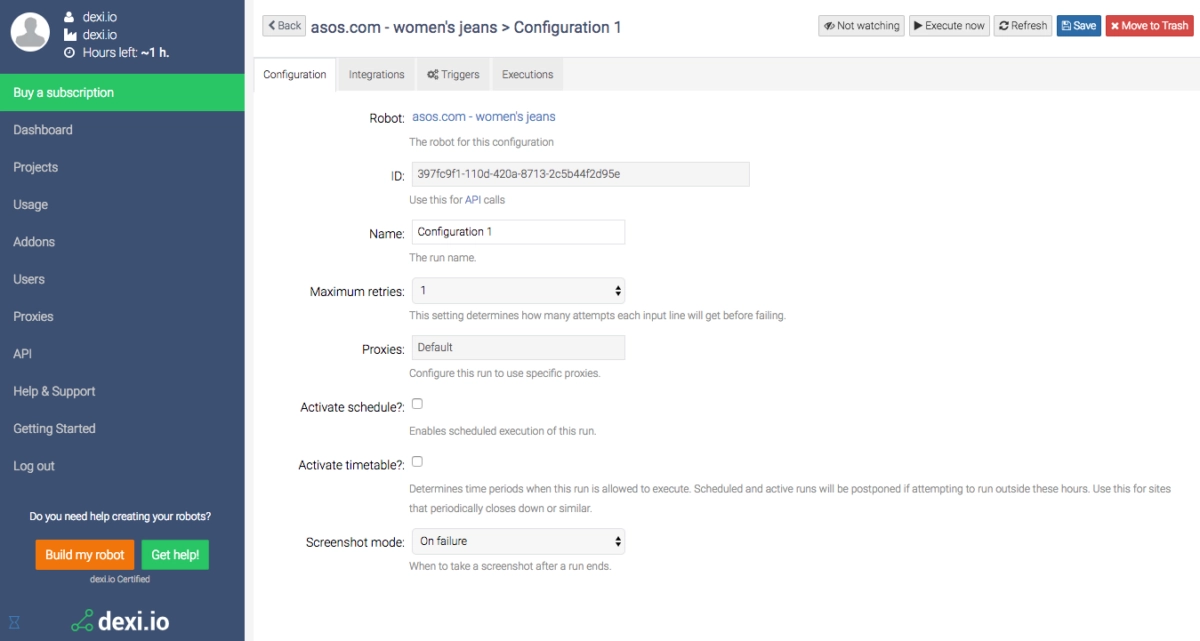 dexi.io
dexi.io
Hours left: ~1 h.
Buy a subscription
Dashboard
Projects
Usage
Addons
Users
Proxies
API
Help & Support
Getting Started
Log out
Do you need help creating your robots?
Build my robot Get help!
dexi.io Certified
dexi.io
Back asos.com - women's jeans > Configuration 1 Not watching Execute now Refresh Save Move to Trash
Configuration Integrations Triggers Executions
Robot: asos.com - women's jeans
The robot for this configuration
ID: 397fc9f1-110d-420a-8713-2c5b44f2d95e
Use this for API calls
Name: Configuration 1
The run name.
Maximum retries: 1
This setting determines how many attempts each input line will get before failing.
Proxies: Default
Configure this run to use specific proxies.
Activate schedule?:
Enables scheduled execution of this run.
Activate timetable?:
Determines time periods when this run is allowed to execute. Scheduled and active runs will be postponed if attempting to run outside these hours. Use this for sites
that periodically closes down or similar.
Screenshot mode: On failure
When to take a screenshot after a run ends.